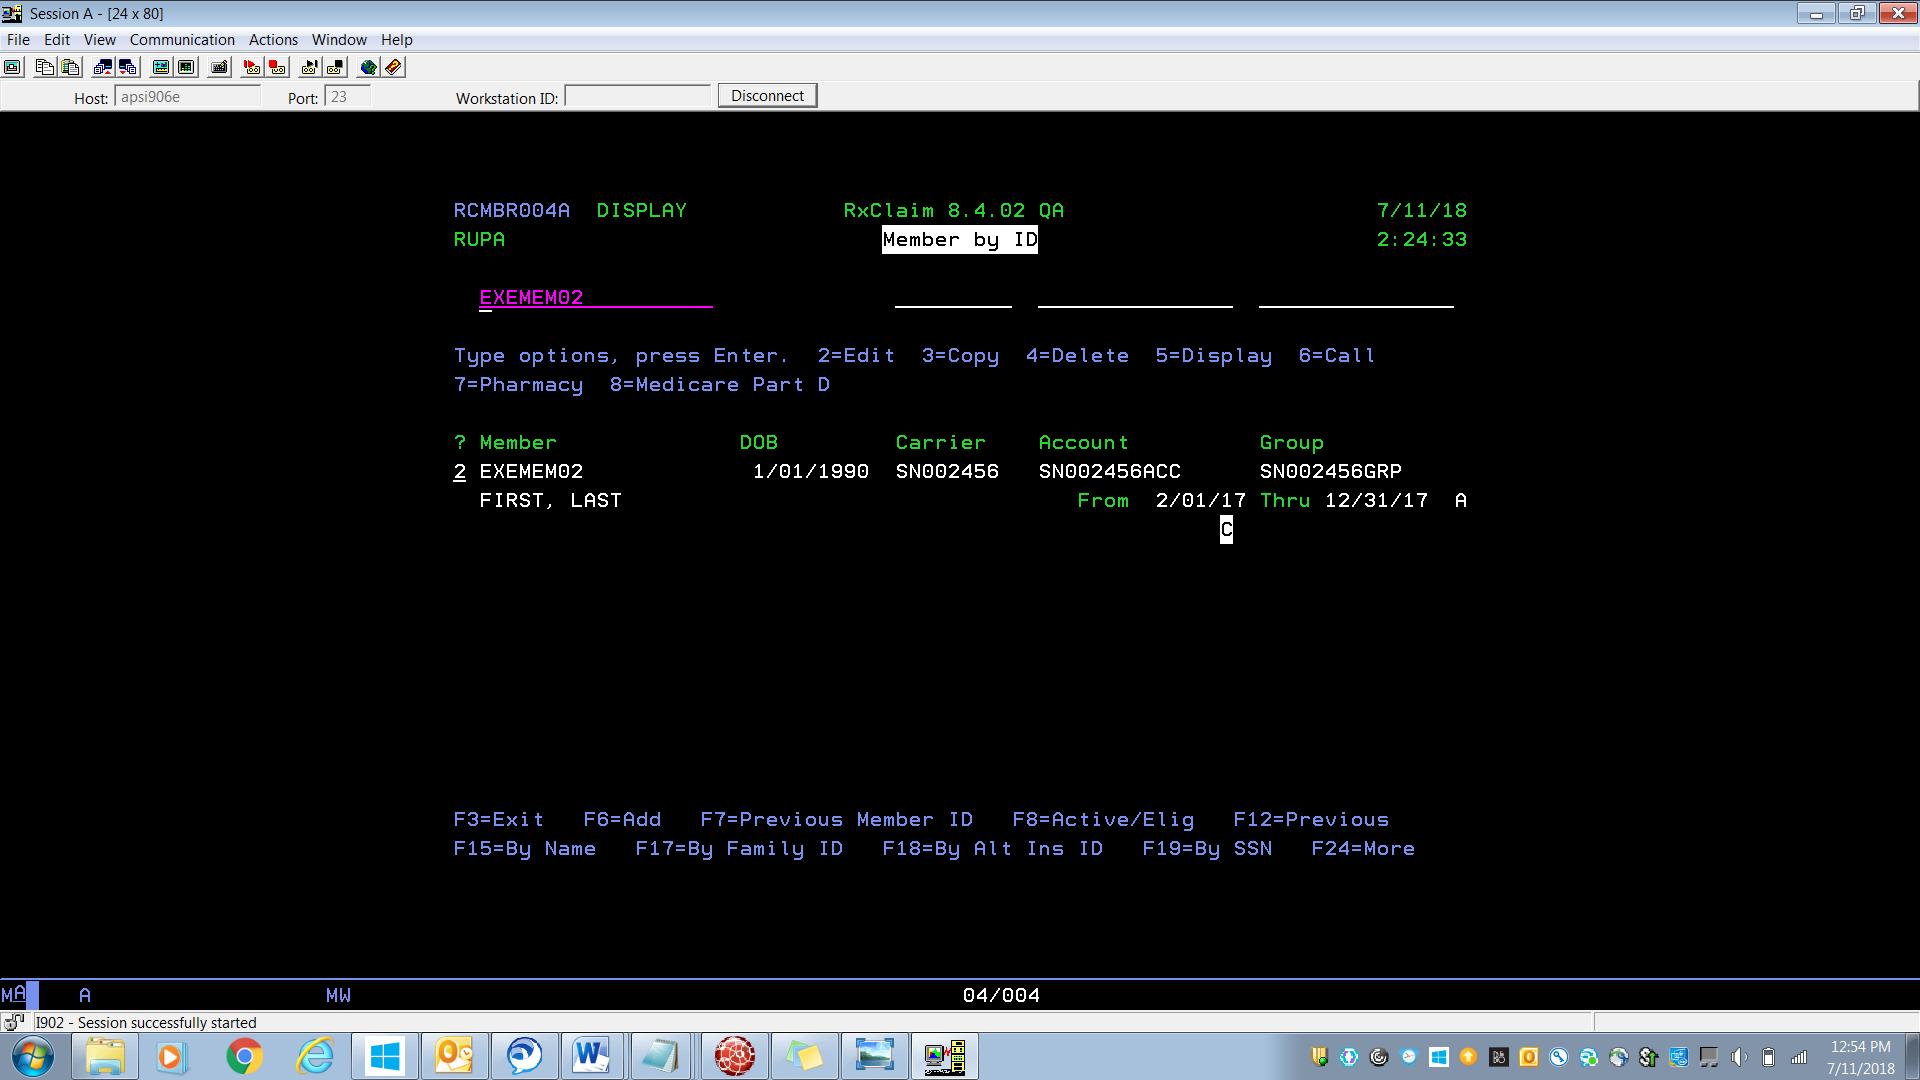 Session A - [24 x 80]
File Edit View Communication Actions Window Help
Host: apsi906e Port: 23 Workstation ID: Disconnect
RCMBR004A DISPLAY RxClaim 8.4.02 QA 7/11/18
RUPA Member by ID 2:24:33
EXEMEM02
Type options, press Enter. 2=Edit 3=Copy 4=Delete 5=Display 6=Call
7=Pharmacy 8=Medicare Part D
? Member DOB Carrier Account Group
2 EXEMEM02 1/01/1990 SN002456 SN002456ACC SN002456GRP
FIRST, LAST From 2/01/17 Thru 12/31/17 A
C
F3=Exit F6=Add F7=Previous Member ID F8=Active/Elig F12=Previous
F15=By Name F17=By Family ID F18=By Alt Ins ID F19=By SSN F24=More
MA A MW 04/004
I902 - Session successfully started
12:54 PM
7/11/2018